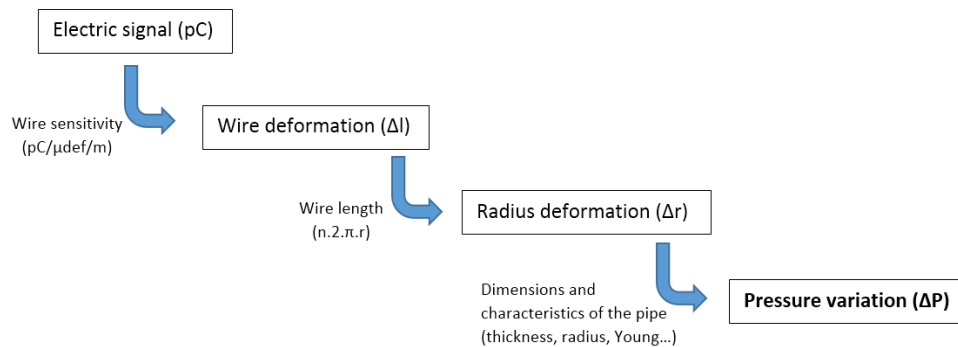 Electric signal (pC)
Wire sensitivity
(pC/μdef/m)
Wire deformation (Δl)
Wire length
(n.2.π.r)
Radius deformation (Δr)
Dimensions and
characteristics of the pipe
(thickness, radius, Young...)
Pressure variation (ΔP)